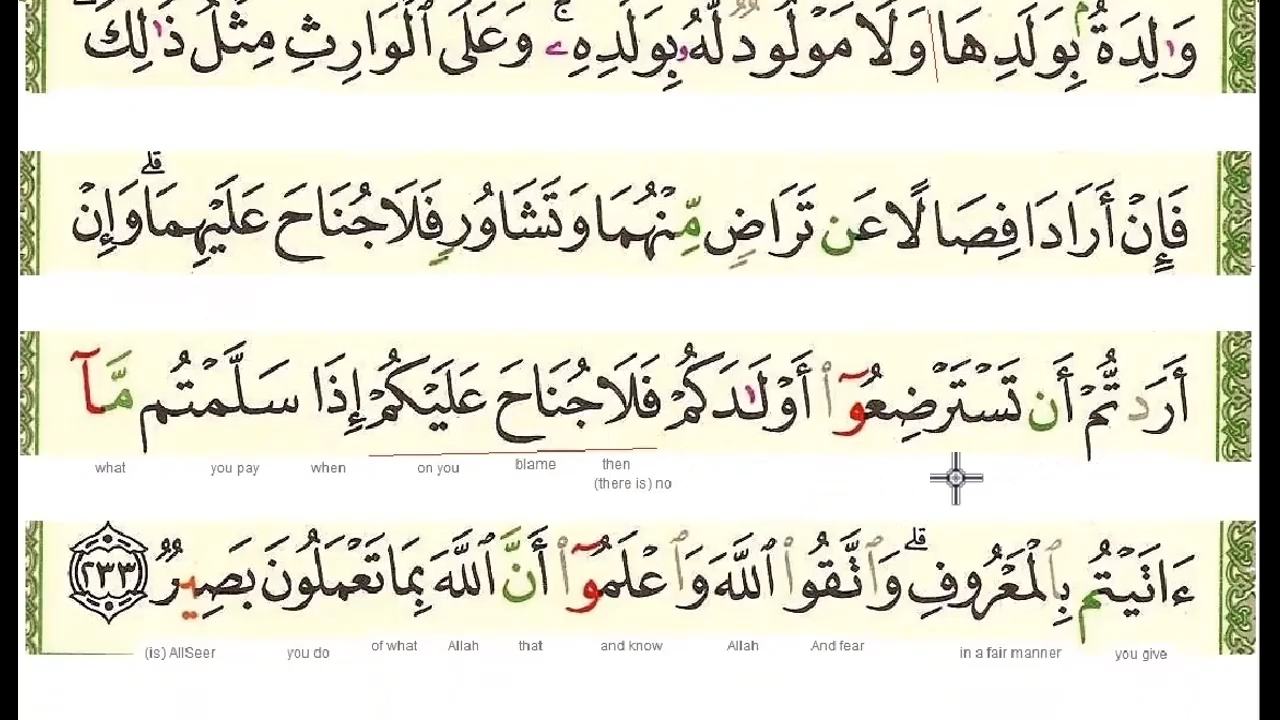 وَٰلِدَةٌۢ بِوَلَدِهَا وَلَا مَوْلُودٌ لَّهُۥ بِوَلَدِهِۦ ۚ وَعَلَى ٱلْوَارِثِ مِثْلُ ذَٰلِكَ
فَإِنْ أَرَادَا فِصَالًا عَن تَرَاضٍ مِّنْهُمَا وَتَشَاوُرٍ فَلَا جُنَاحَ عَلَيْهِمَا ۗ وَإِنْ
أَرَدتُّمْ أَن تَسْتَرْضِعُوٓا۟ أَوْلَٰدَكُمْ فَلَا جُنَاحَ عَلَيْكُمْ إِذَا سَلَّمْتُم مَّآ
what you pay when on you blame then
(there is) no
ءَاتَيْتُم بِٱلْمَعْرُوفِ ۗ وَٱتَّقُوا۟ ٱللَّهَ وَٱعْلَمُوٓا۟ أَنَّ ٱللَّهَ بِمَا تَعْمَلُونَ بَصِيرٌ ٢٣٣
(is) AllSeer you do of what Allah that and know Allah And fear in a fair manner you give